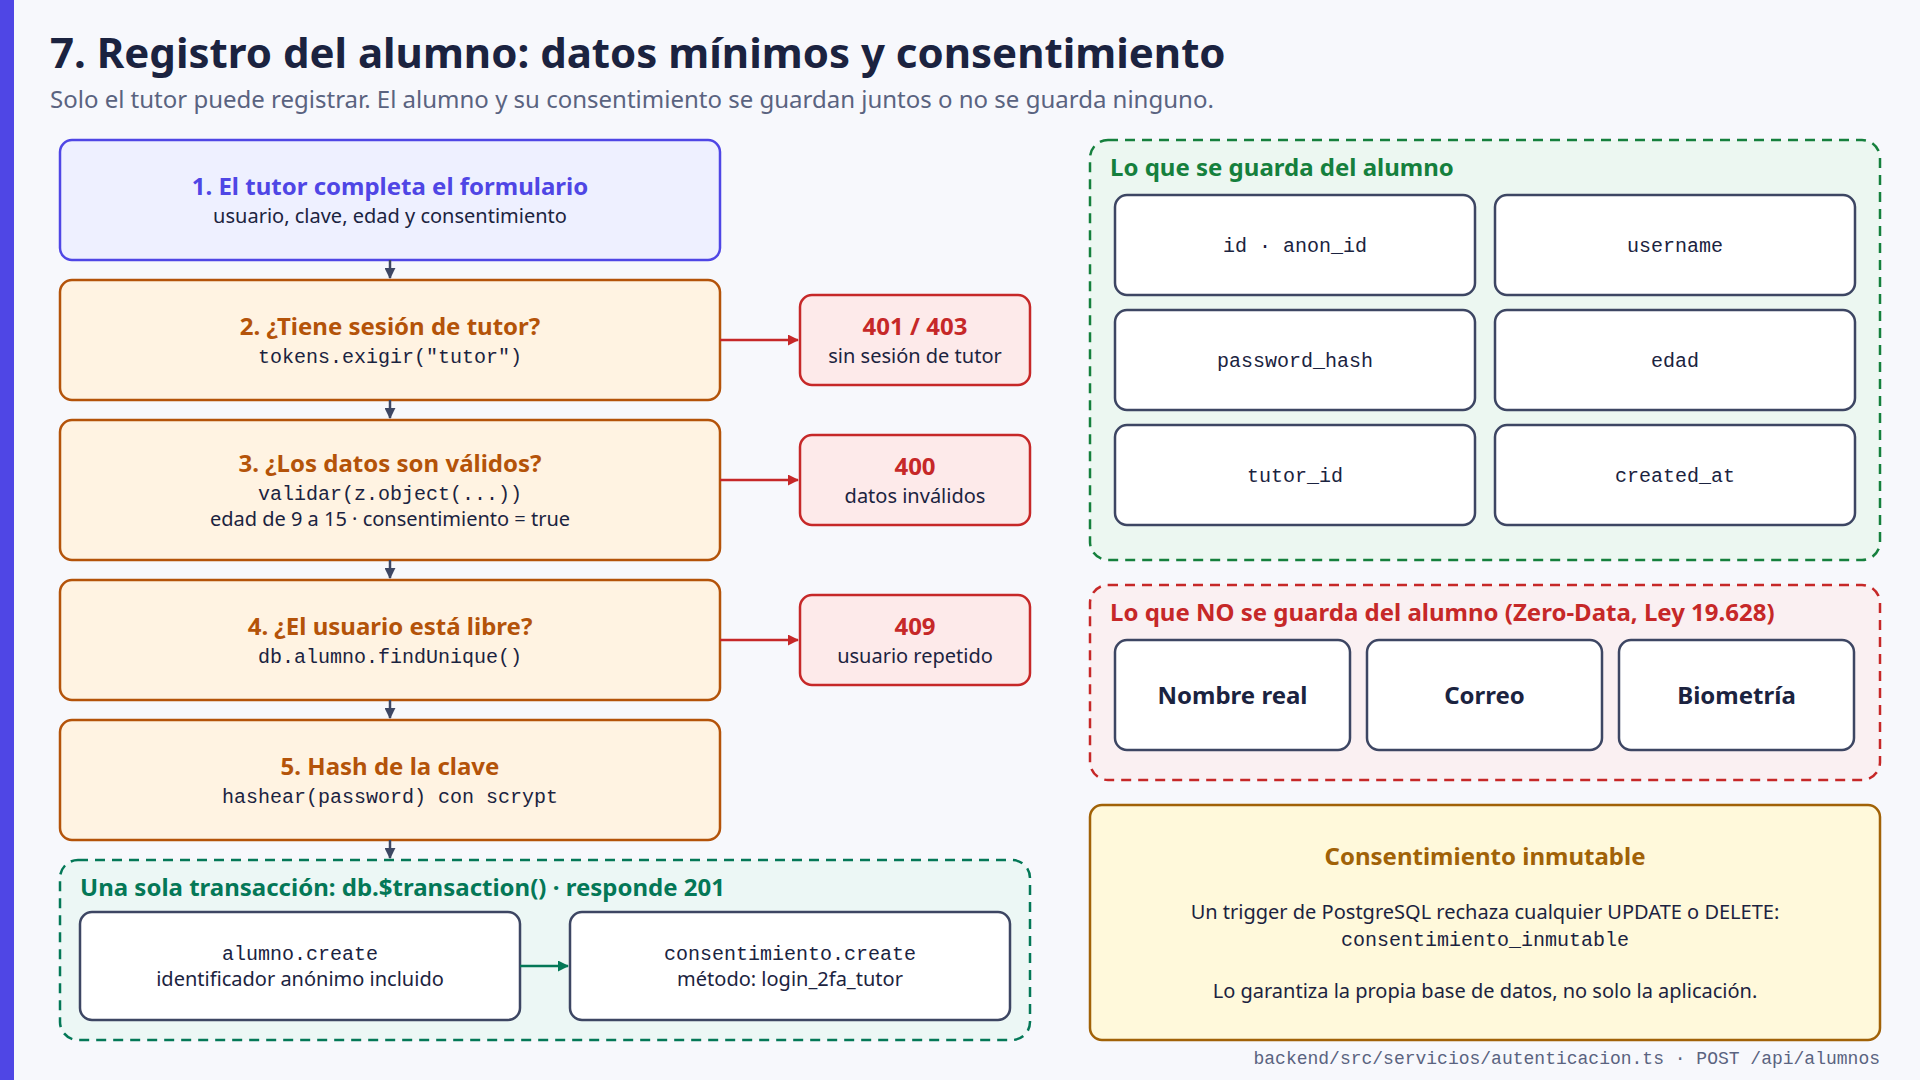 7. Registro del alumno: datos mínimos y consentimiento
Solo el tutor puede registrar. El alumno y su consentimiento se guardan juntos o no se guarda ninguno.
1. El tutor completa el formulario
usuario, clave, edad y consentimiento
2. ¿Tiene sesión de tutor?
tokens.exigir("tutor")
401 / 403
sin sesión de tutor
3. ¿Los datos son válidos?
validar(z.object(...))
edad de 9 a 15 · consentimiento = true
400
datos inválidos
4. ¿El usuario está libre?
db.alumno.findUnique()
409
usuario repetido
5. Hash de la clave
hashear(password) con scrypt
Una sola transacción: db.$transaction() · responde 201
alumno.create
identificador anónimo incluido
consentimiento.create
método: login_2fa_tutor
Lo que se guarda del alumno
id · anon_id
username
password_hash
edad
tutor_id
created_at
Lo que NO se guarda del alumno (Zero-Data, Ley 19.628)
Nombre real
Correo
Biometría
Consentimiento inmutable
Un trigger de PostgreSQL rechaza cualquier UPDATE o DELETE:
consentimiento_inmutable
Lo garantiza la propia base de datos, no solo la aplicación.
backend/src/servicios/autenticacion.ts · POST /api/alumnos